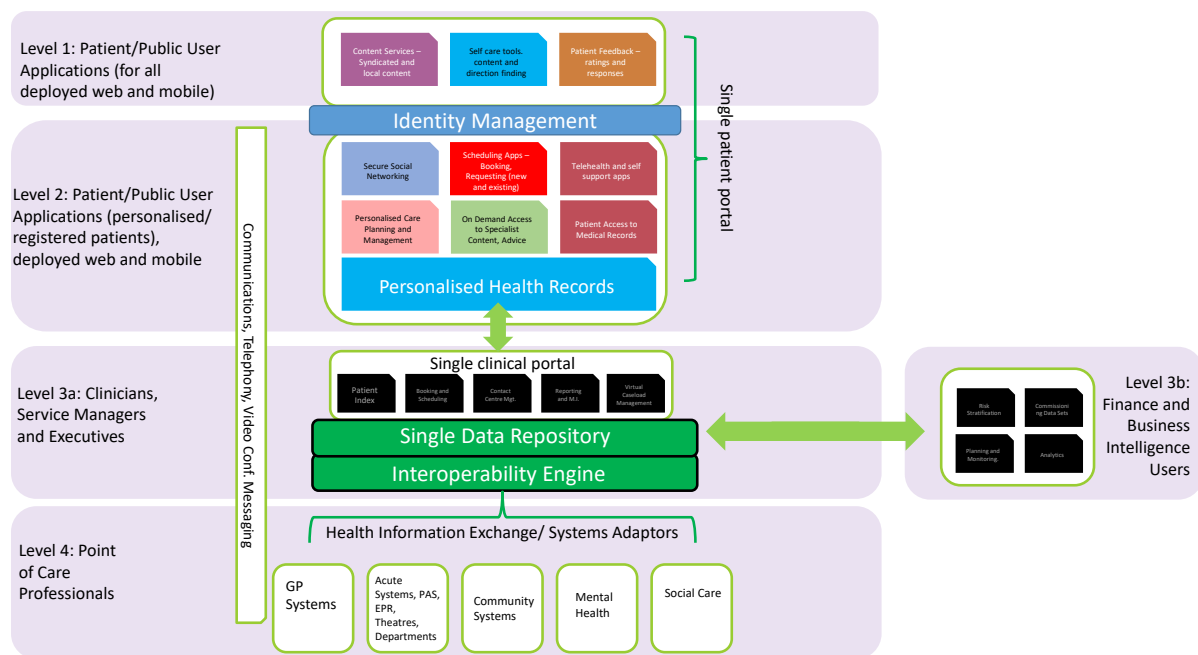 Level 1: Patient/Public User
Applications (for all
deployed web and mobile)
Content Services –
Syndicated and
local content
Self care tools.
content and
direction finding
Patient Feedback –
ratings and
responses
Single patient portal
Identity Management
Level 2: Patient/Public User
Applications (personalised/
registered patients),
deployed web and mobile
Communications, Telephony, Video Conf. Messaging
Secure Social
Networking
Scheduling Apps –
Booking,
Requesting (new
and existing)
Telehealth and self
support apps
Personalised Care
Planning and
Management
On Demand Access
to Specialist
Content, Advice
Patient Access to
Medical Records
Personalised Health Records
Level 3a: Clinicians,
Service Managers
and Executives
Single clinical portal
Patient
Index
Booking and
Scheduling
Contact
Centre Mgt.
Reporting
and M.I.
Virtual
Caseload
Management
Single Data Repository
Interoperability Engine
Risk
Stratification
Commissioni
ng Data Sets
Planning and
Monitoring.
Analytics
Level 3b:
Finance and
Business
Intelligence
Users
Level 4: Point
of Care
Professionals
Health Information Exchange/ Systems Adaptors
GP
Systems
Acute
Systems, PAS,
EPR,
Theatres,
Departments
Community
Systems
Mental
Health
Social Care